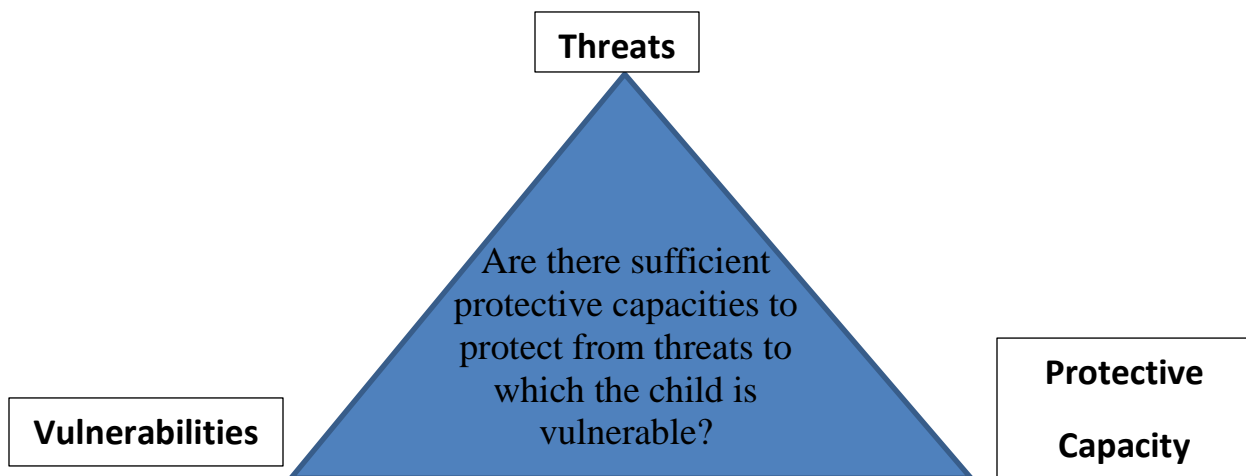 Threats
Are there sufficient
protective capacities to
protect from threats to
which the child is
vulnerable?
Vulnerabilities
Protective
Capacity